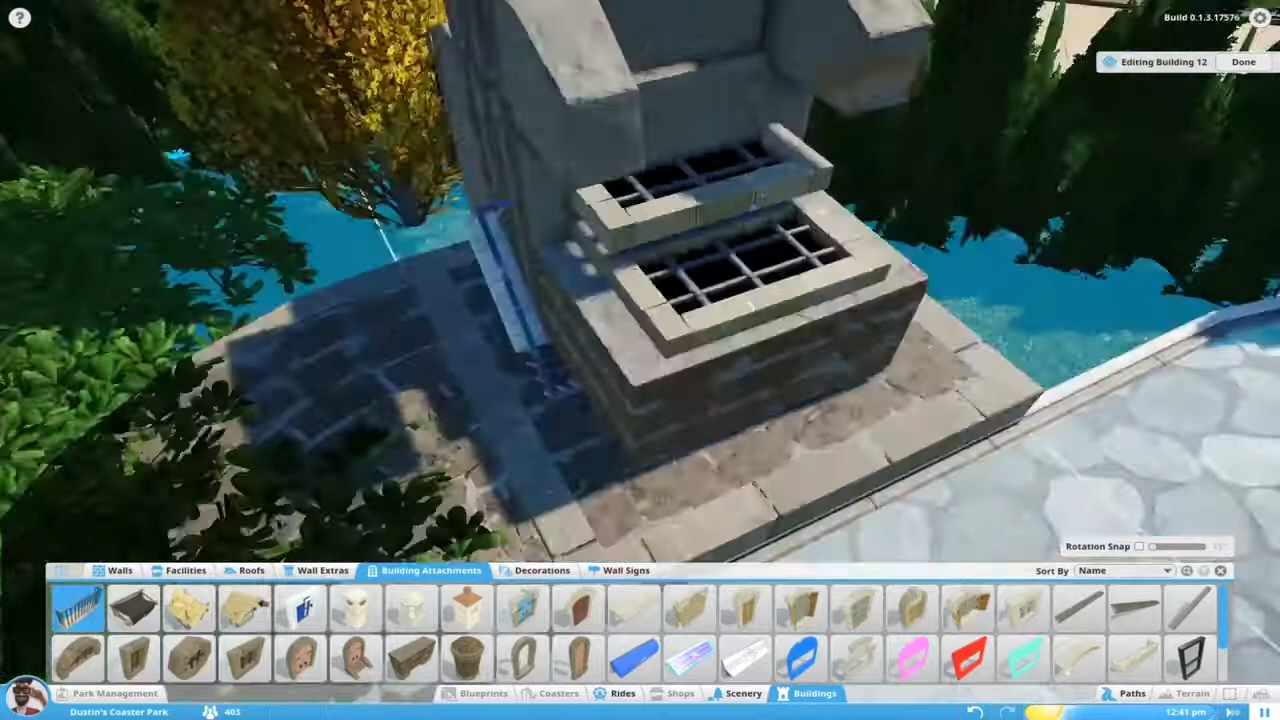 ?
Build 0.1.3.17576
Editing Building 12 Done
Rotation Snap
Walls Facilities Roofs Wall Extras Building Attachments Decorations Wall Signs Sort By Name
Park Management Blueprints Coasters Rides Shops Scenery Buildings Paths Terrain
Dustin's Coaster Park 403 12:41 pm